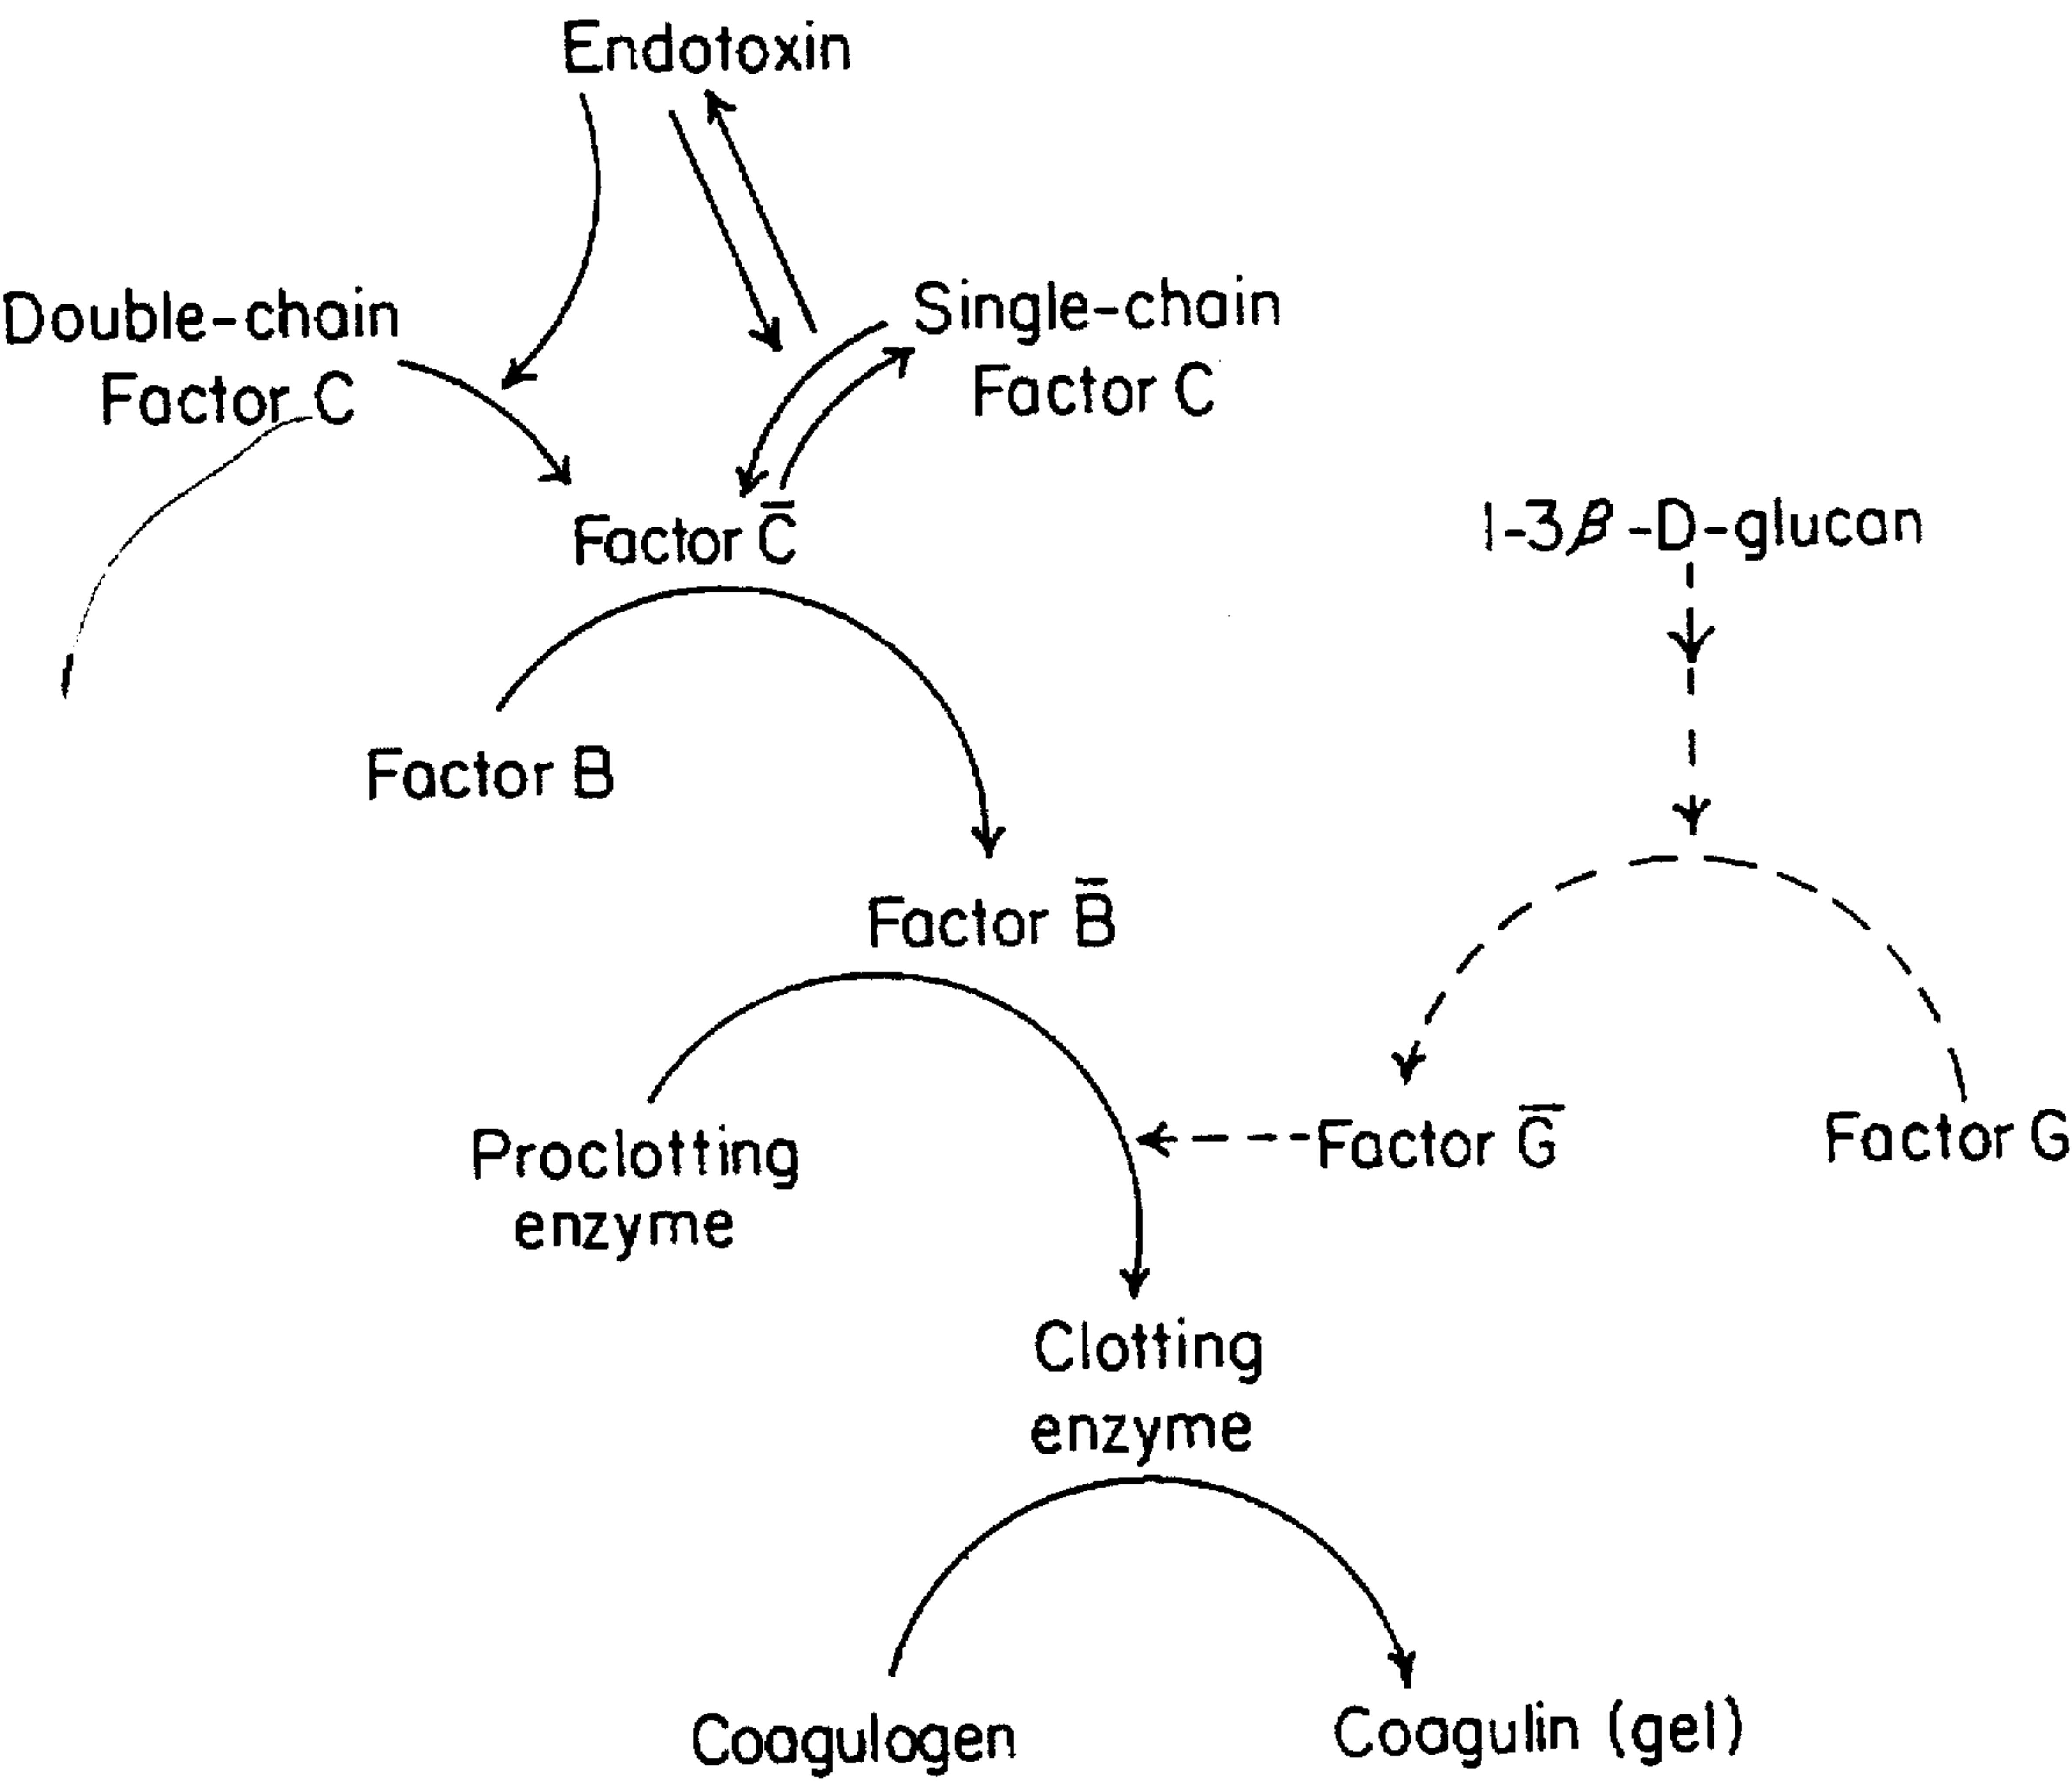 Endotoxin
Double-chain
Factor C
Single-chain
Factor C
Factor C̅
1-3β-D-glucan
Factor B
Factor B̅
Proclotting
enzyme
Factor G̅
Factor G
Clotting
enzyme
Coagulogen
Coagulin (gel)